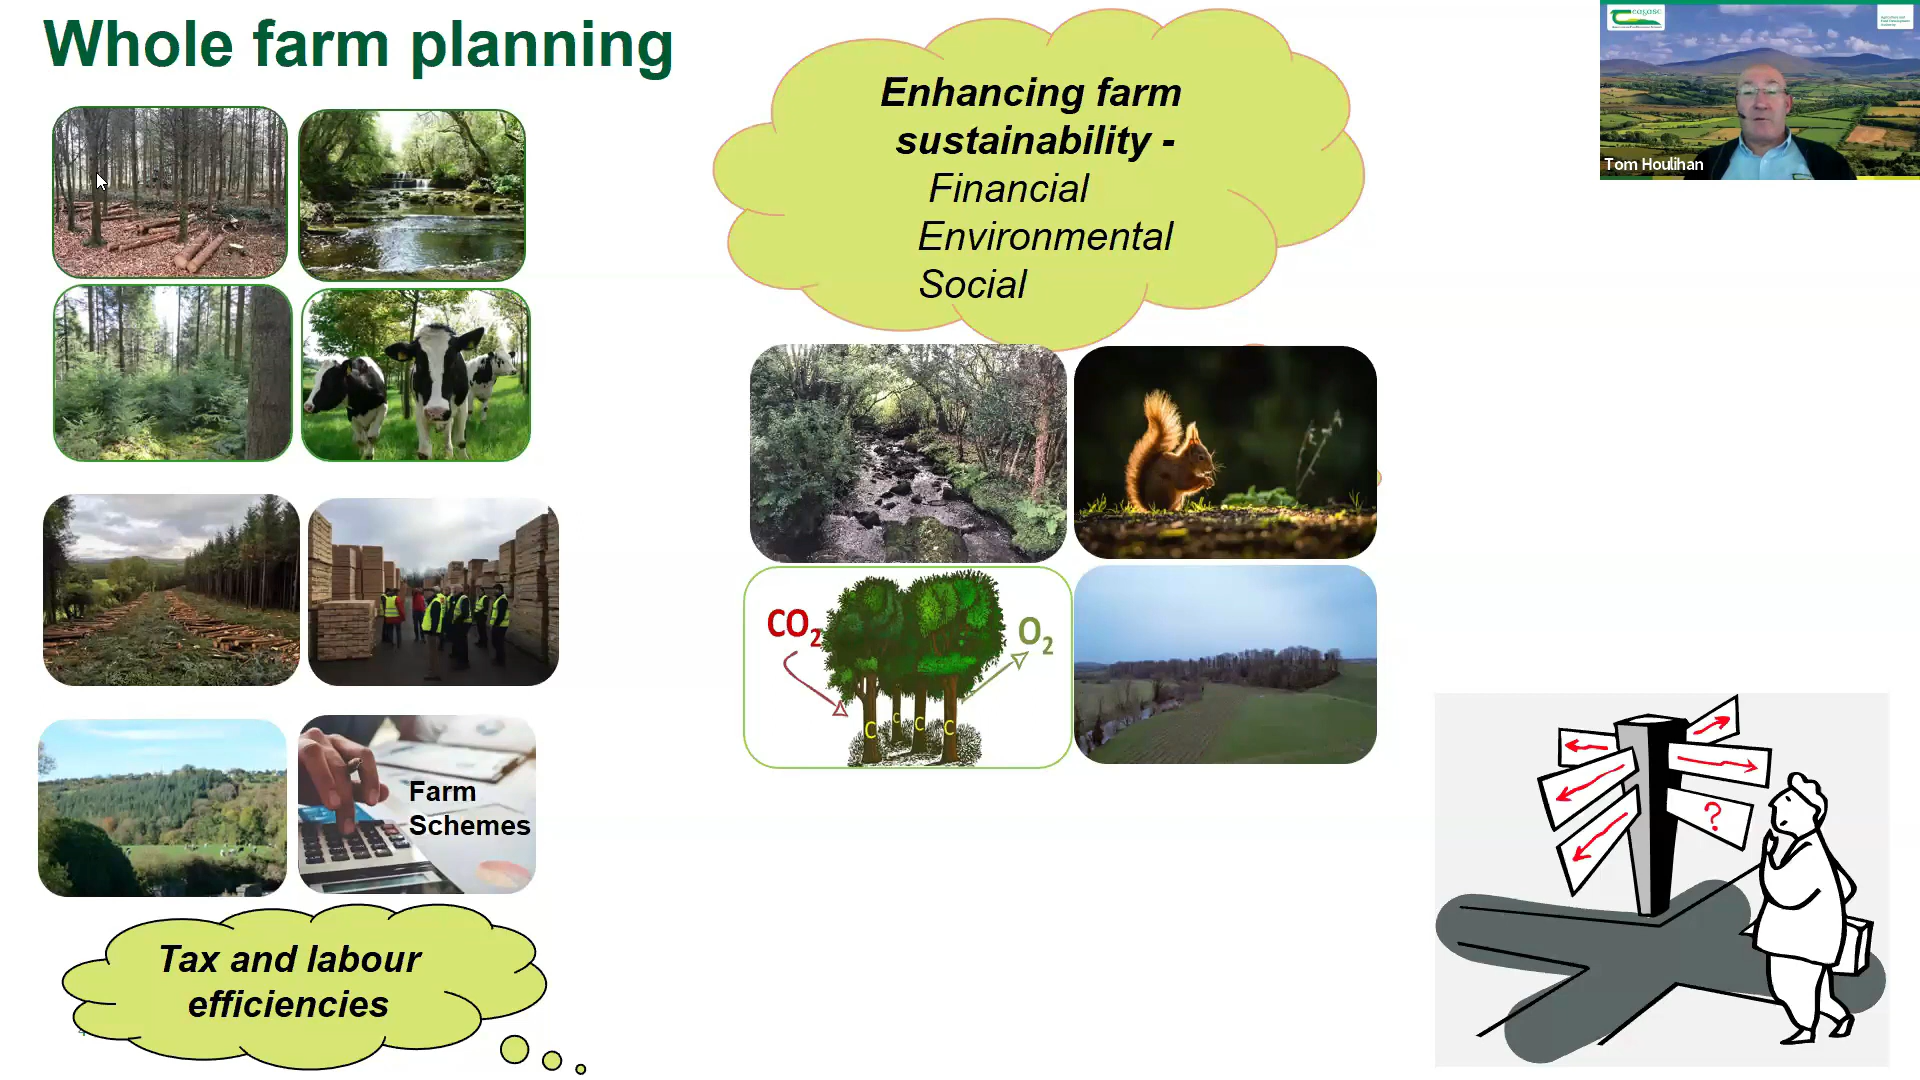 Whole farm planning
Enhancing farm
sustainability -
Financial
Environmental
Social
Teagasc
Tom Houlihan
CO2
O2
C
C
C
C
Farm
Schemes
?
Tax and labour
efficiencies